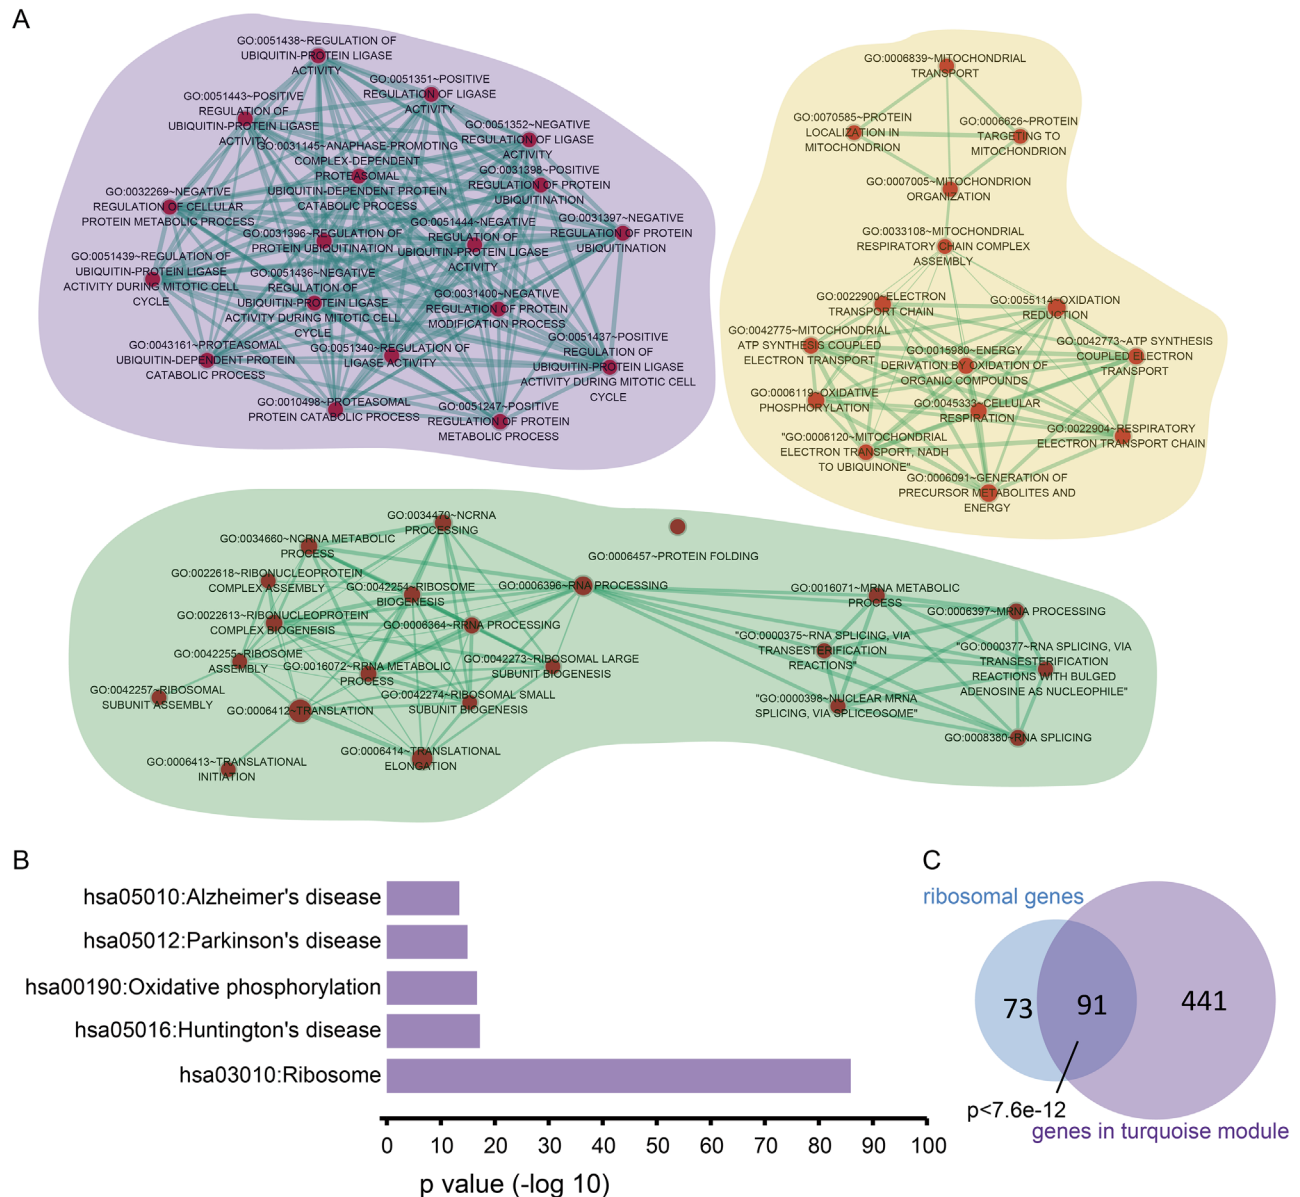 A
GO:0051438~REGULATION OF
UBIQUITIN-PROTEIN LIGASE
ACTIVITY
GO:0051351~POSITIVE
REGULATION OF LIGASE
ACTIVITY
GO:0051443~POSITIVE
REGULATION OF
UBIQUITIN-PROTEIN LIGASE
ACTIVITY
GO:0051352~NEGATIVE
REGULATION OF LIGASE
ACTIVITY
GO:0031145~ANAPHASE-PROMOTING
COMPLEX-DEPENDENT
PROTEASOMAL
UBIQUITIN-DEPENDENT PROTEIN
CATABOLIC PROCESS
GO:0031398~POSITIVE
REGULATION OF PROTEIN
UBIQUITINATION
GO:0032269~NEGATIVE
REGULATION OF CELLULAR
PROTEIN METABOLIC PROCESS
GO:0031396~REGULATION OF
PROTEIN UBIQUITINATION
GO:0051444~NEGATIVE
REGULATION OF
UBIQUITIN-PROTEIN LIGASE
ACTIVITY
GO:0031397~NEGATIVE
REGULATION OF PROTEIN
UBIQUITINATION
GO:0051439~REGULATION OF
UBIQUITIN-PROTEIN LIGASE
ACTIVITY DURING MITOTIC CELL
CYCLE
GO:0051436~NEGATIVE
REGULATION OF
UBIQUITIN-PROTEIN LIGASE
ACTIVITY DURING MITOTIC CELL
CYCLE
GO:0031400~NEGATIVE
REGULATION OF PROTEIN
MODIFICATION PROCESS
GO:0043161~PROTEASOMAL
UBIQUITIN-DEPENDENT PROTEIN
CATABOLIC PROCESS
GO:0051340~REGULATION OF
LIGASE ACTIVITY
GO:0051437~POSITIVE
REGULATION OF
UBIQUITIN-PROTEIN LIGASE
ACTIVITY DURING MITOTIC CELL
CYCLE
GO:0010498~PROTEASOMAL
PROTEIN CATABOLIC PROCESS
GO:0051247~POSITIVE
REGULATION OF PROTEIN
METABOLIC PROCESS
GO:0006839~MITOCHONDRIAL
TRANSPORT
GO:0070585~PROTEIN
LOCALIZATION IN
MITOCHONDRION
GO:0006626~PROTEIN
TARGETING TO
MITOCHONDRION
GO:0007005~MITOCHONDRION
ORGANIZATION
GO:0033108~MITOCHONDRIAL
RESPIRATORY CHAIN COMPLEX
ASSEMBLY
GO:0022900~ELECTRON
TRANSPORT CHAIN
GO:0055114~OXIDATION
REDUCTION
GO:0042775~MITOCHONDRIAL
ATP SYNTHESIS COUPLED
ELECTRON TRANSPORT
GO:0015980~ENERGY
DERIVATION BY OXIDATION OF
ORGANIC COMPOUNDS
GO:0042773~ATP SYNTHESIS
COUPLED ELECTRON
TRANSPORT
GO:0006119~OXIDATIVE
PHOSPHORYLATION
GO:0045333~CELLULAR
RESPIRATION
GO:0022904~RESPIRATORY
ELECTRON TRANSPORT CHAIN
"GO:0006120~MITOCHONDRIAL
ELECTRON TRANSPORT, NADH
TO UBIQUINONE"
GO:0006091~GENERATION OF
PRECURSOR METABOLITES AND
ENERGY
GO:0034470~NCRNA
PROCESSING
GO:0034660~NCRNA METABOLIC
PROCESS
GO:0006457~PROTEIN FOLDING
GO:0022618~RIBONUCLEOPROTEIN
COMPLEX ASSEMBLY
GO:0042254~RIBOSOME
BIOGENESIS
GO:0006396~RNA PROCESSING
GO:0022613~RIBONUCLEOPROTEIN
COMPLEX BIOGENESIS
GO:0006364~RRNA PROCESSING
GO:0042255~RIBOSOME
ASSEMBLY
GO:0016072~RRNA METABOLIC
PROCESS
GO:0042273~RIBOSOMAL LARGE
SUBUNIT BIOGENESIS
GO:0042257~RIBOSOMAL
SUBUNIT ASSEMBLY
GO:0042274~RIBOSOMAL SMALL
SUBUNIT BIOGENESIS
GO:0006412~TRANSLATION
GO:0006414~TRANSLATIONAL
ELONGATION
GO:0006413~TRANSLATIONAL
INITIATION
GO:0016071~MRNA METABOLIC
PROCESS
GO:0006397~MRNA PROCESSING
"GO:0000375~RNA SPLICING, VIA
TRANSESTERIFICATION
REACTIONS"
"GO:0000377~RNA SPLICING, VIA
TRANSESTERIFICATION
REACTIONS WITH BULGED
ADENOSINE AS NUCLEOPHILE"
"GO:0000398~NUCLEAR MRNA
SPLICING, VIA SPLICEOSOME"
GO:0008380~RNA SPLICING
B
hsa05010:Alzheimer's disease
hsa05012:Parkinson's disease
hsa00190:Oxidative phosphorylation
hsa05016:Huntington's disease
hsa03010:Ribosome
0 10 20 30 40 50 60 70 80 90 100
p value (-log 10)
C
ribosomal genes
73 91 441
p<7.6e-12
genes in turquoise module